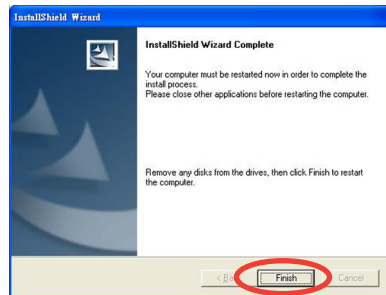 InstallShield Wizard
InstallShield Wizard Complete
Your computer must be restarted now in order to complete the
install process.
Please close other applications before restarting the computer.
Remove any disks from the drives, then click Finish to restart
the computer.
Finish
Cancel